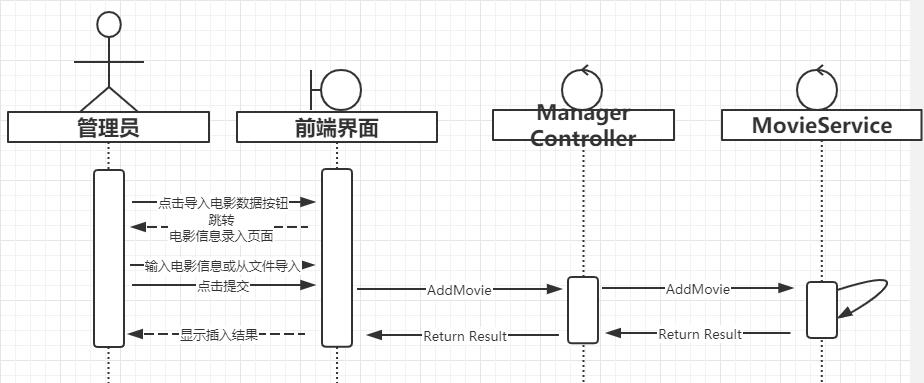 管理员
前端界面
Manager
Controller
MovieService
点击导入电影数据按钮
跳转
电影信息录入页面
输入电影信息或从文件导入
点击提交
AddMovie
AddMovie
显示插入结果
Return Result
Return Result